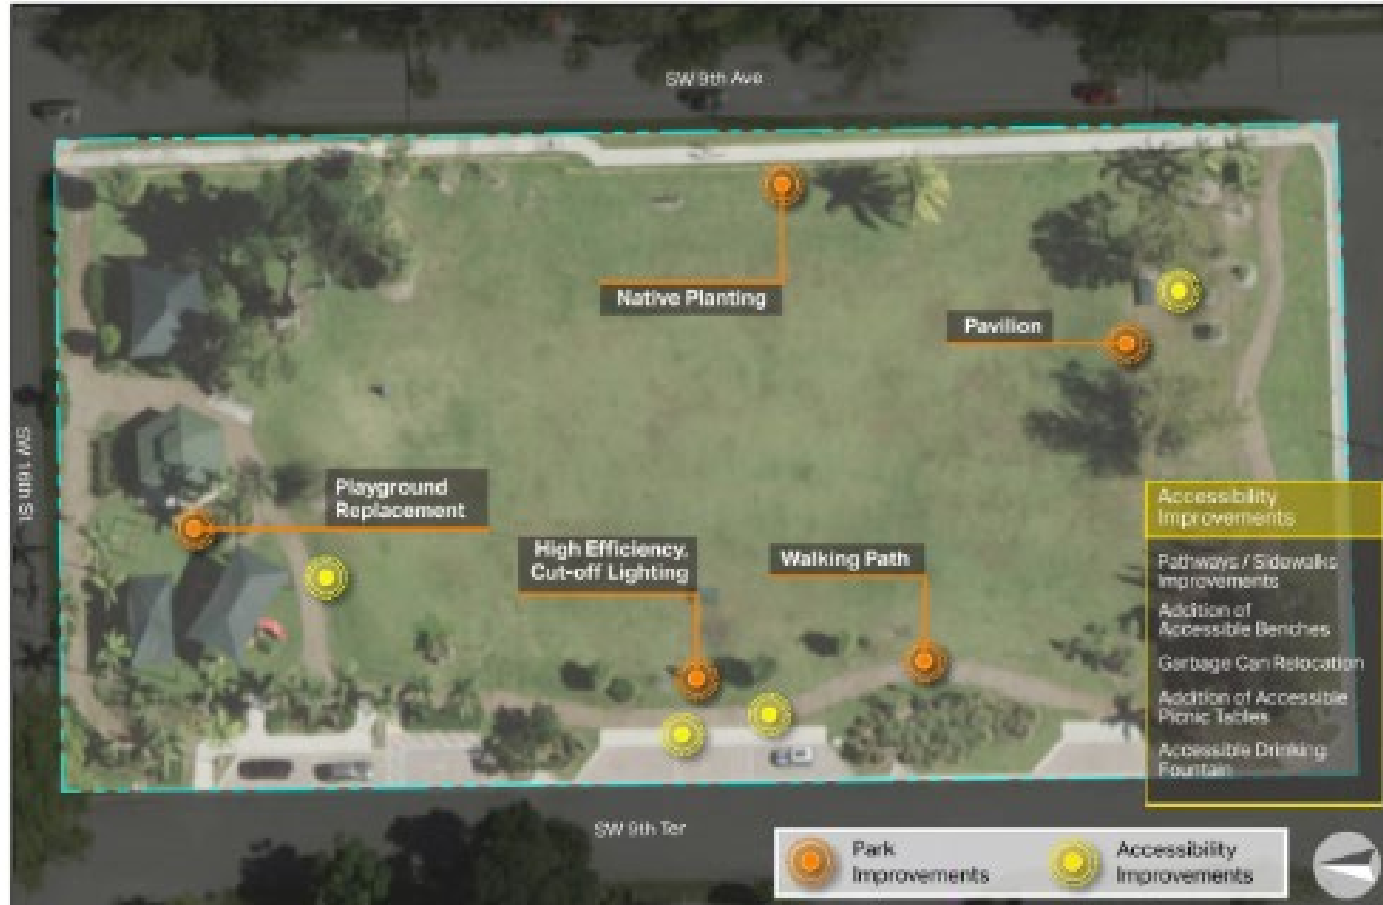 SW 9th Ave
Native Planting
Pavilion
SW 16th St
Playground
Replacement
High Efficiency,
Cut-off Lighting
Walking Path
Accessibility
Improvements
Pathways / Sidewalks
Improvements
Addition of
Accessible Benches
Garbage Can Relocation
Addition of Accessible
Picnic Tables
Accessible Drinking
Fountain
SW 9th Ter
Park
Improvements
Accessibility
Improvements